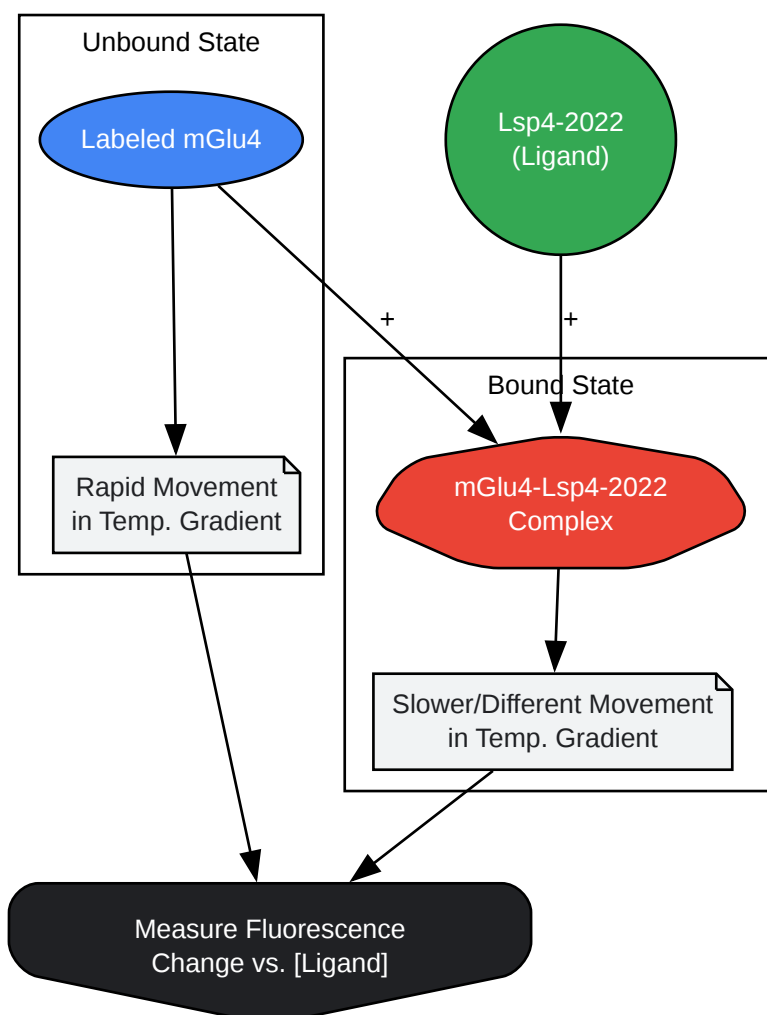 Unbound State
Labeled mGlu4
Lsp4-2022
(Ligand)
+
+
Rapid Movement
in Temp. Gradient
Bound State
mGlu4-Lsp4-2022
Complex
Slower/Different Movement
in Temp. Gradient
Measure Fluorescence
Change vs. [Ligand]